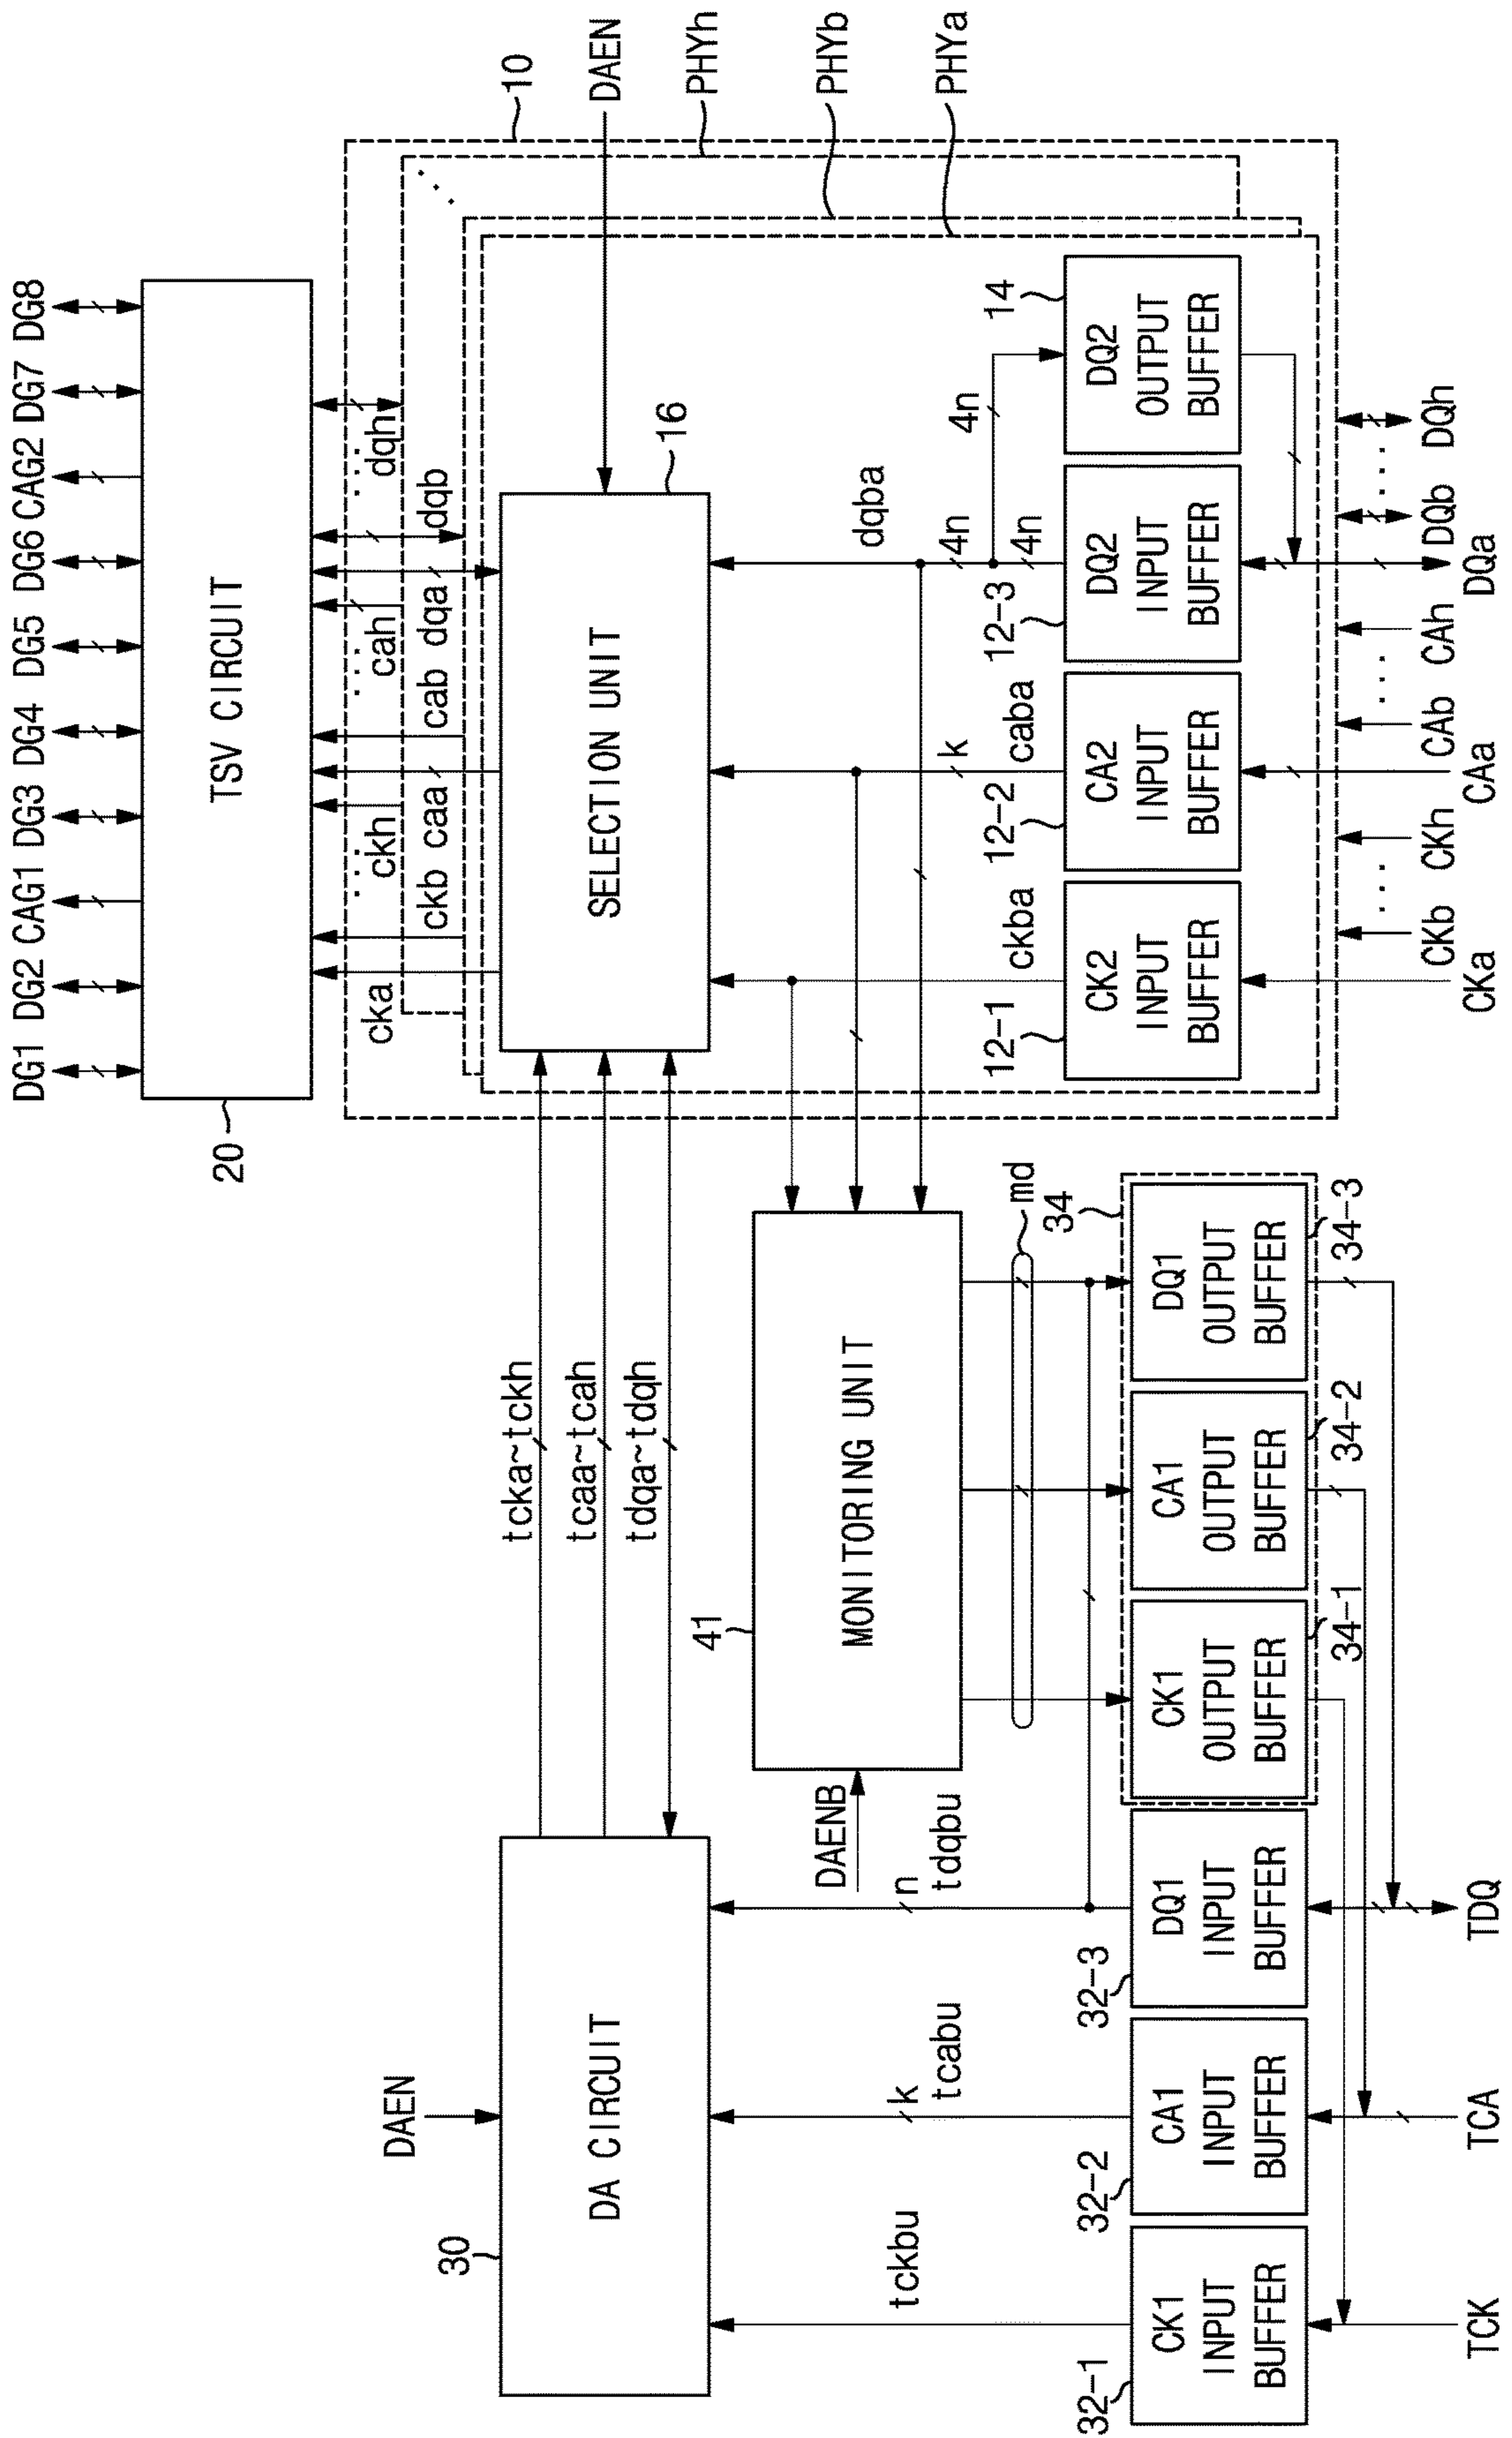 DG1 DG2 CAG1 DG3 DG4 DG5 DG6 CAG2 DG7 DG8
20
TSV CIRCUIT
cka
ckb
...
ckh
caa
cab
...
cah
dqa
dqb
...
dqh
10
DAEN
PHYh
PHYb
PHYa
...
SELECTION UNIT
16
tcka~tckh
tcaa~tcah
tdqa~tdqh
DAEN
30
DA CIRCUIT
tckbu
k
tcabu
n
tdqbu
DAENB
41
MONITORING UNIT
md
34
ckba
k
caba
dqba
4n
4n
4n
12-1
CK2
INPUT
BUFFER
12-2
CA2
INPUT
BUFFER
12-3
DQ2
INPUT
BUFFER
14
DQ2
OUTPUT
BUFFER
32-1
CK1
INPUT
BUFFER
32-2
CA1
INPUT
BUFFER
32-3
DQ1
INPUT
BUFFER
CK1
OUTPUT
BUFFER
34-1
CA1
OUTPUT
BUFFER
34-2
DQ1
OUTPUT
BUFFER
34-3
CKb ... CKh CAb ... CAh DQb ... DQh
TCK TCA TDQ CKa CAa DQa